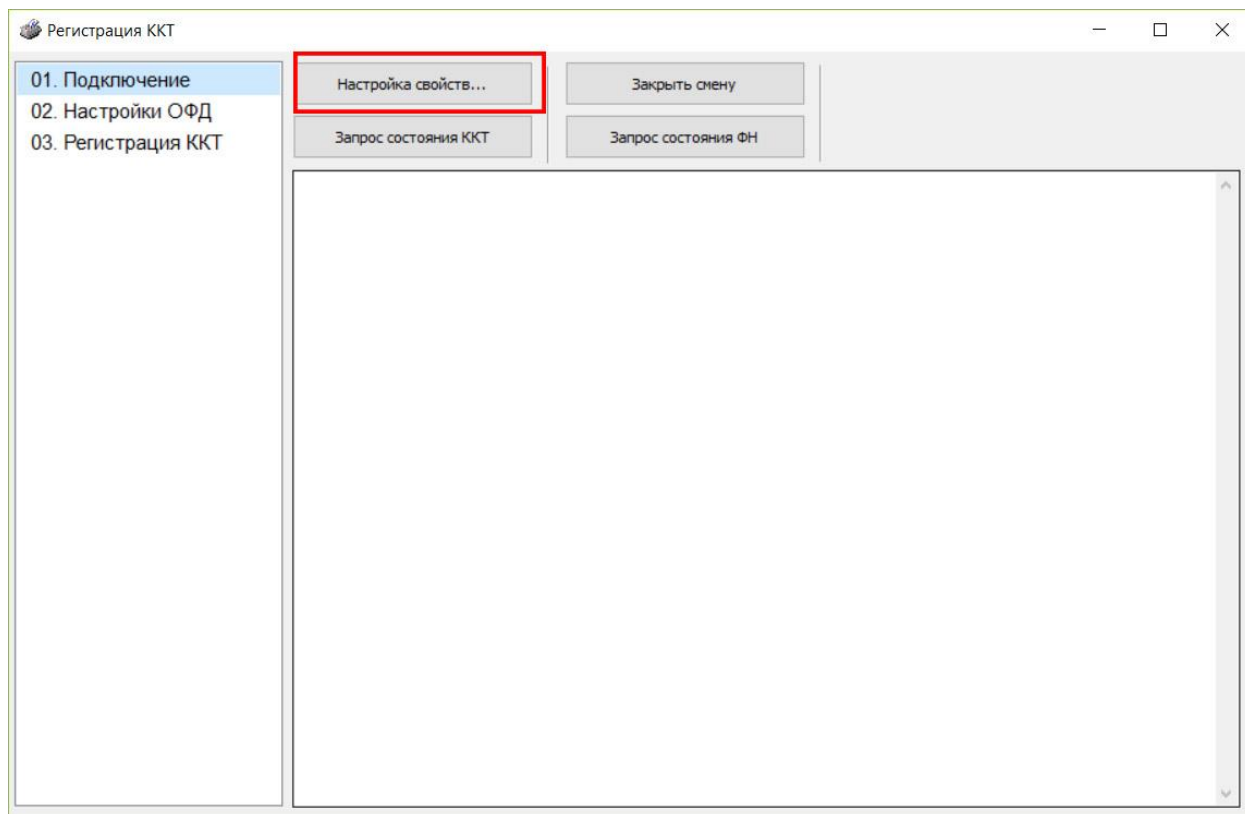 Регистрация ККТ
01. Подключение
02. Настройки ОФД
03. Регистрация ККТ
Настройка свойств...
Закрыть смену
Запрос состояния ККТ
Запрос состояния ФН